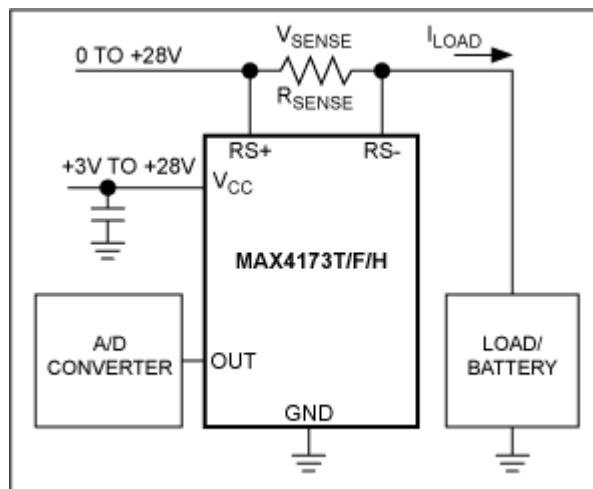 0 TO +28V
VSENSE
ILOAD
RSENSE
RS+
RS-
+3V TO +28V
VCC
MAX4173T/F/H
A/D
CONVERTER
OUT
LOAD/
BATTERY
GND